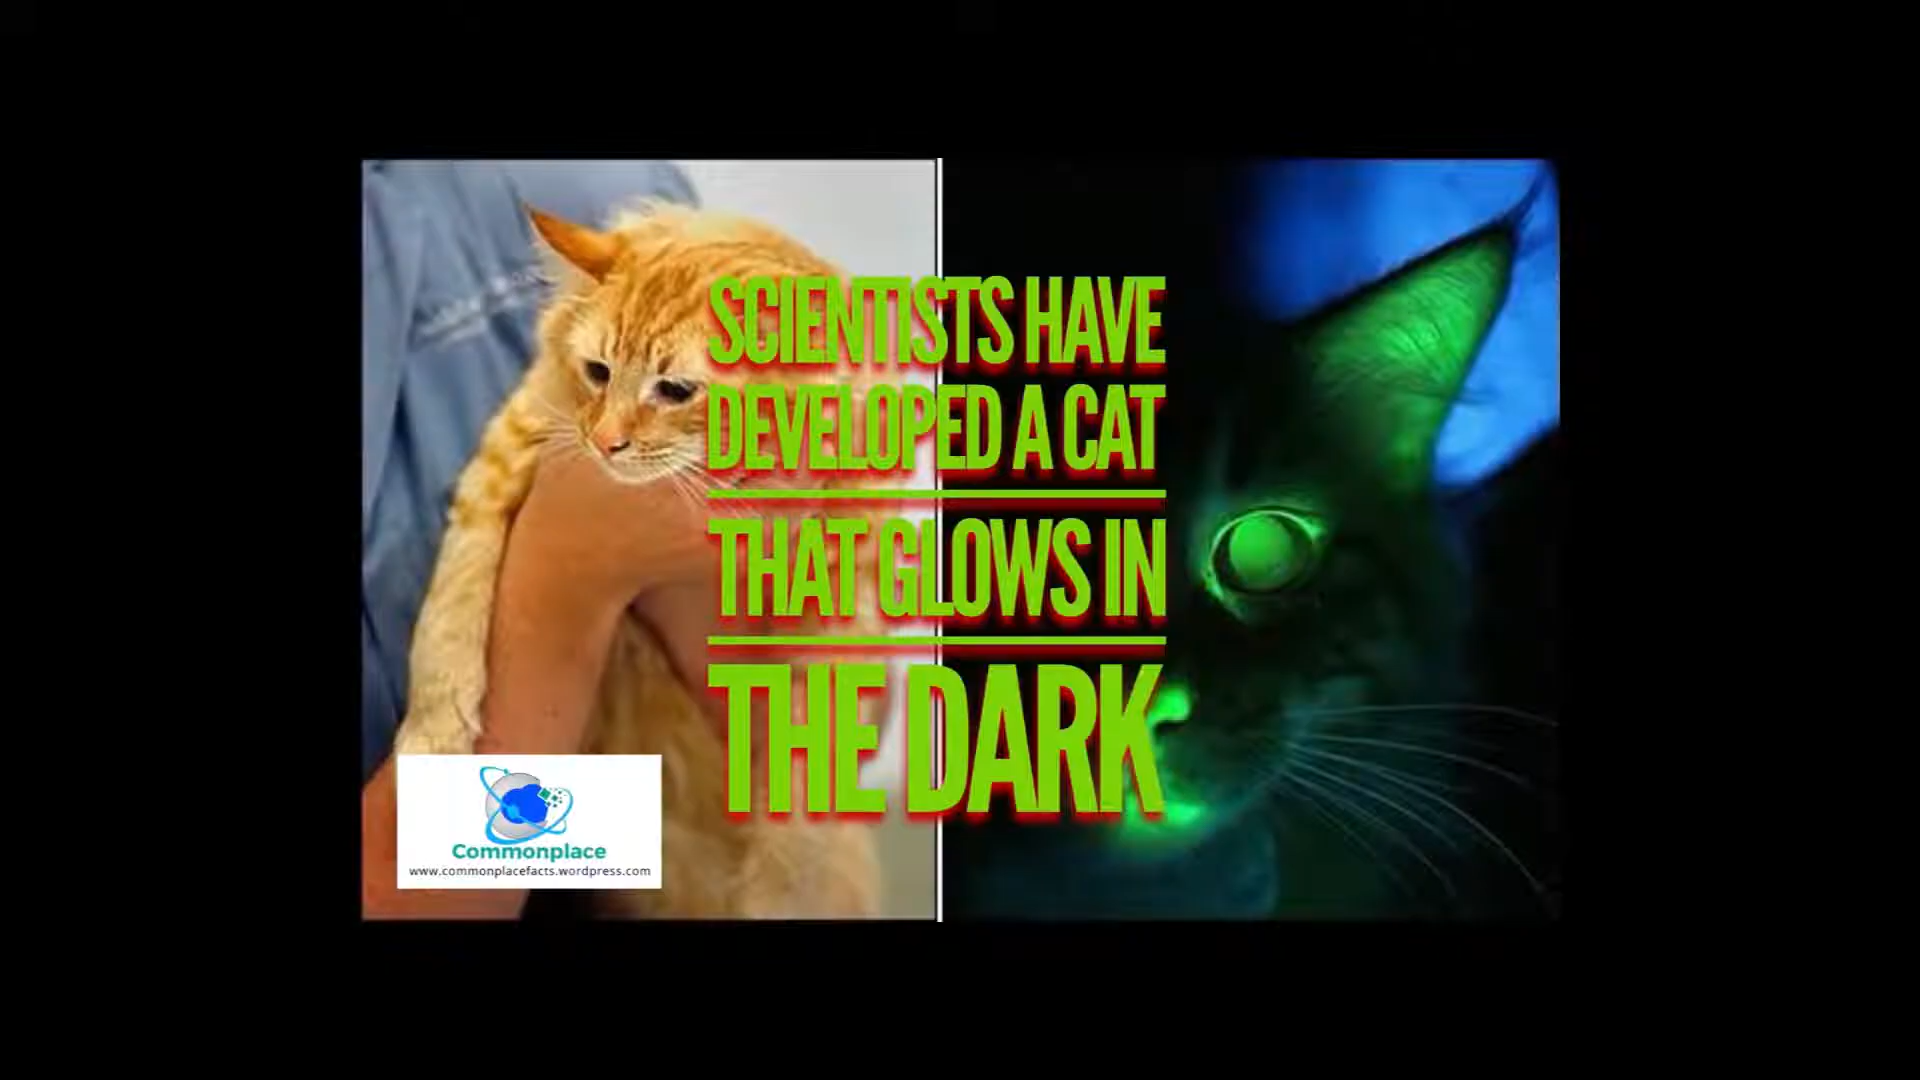 SCIENTISTS HAVE
DEVELOPED A CAT
THAT GLOWS IN
THE DARK
Commonplace
www.commonplacefacts.wordpress.com